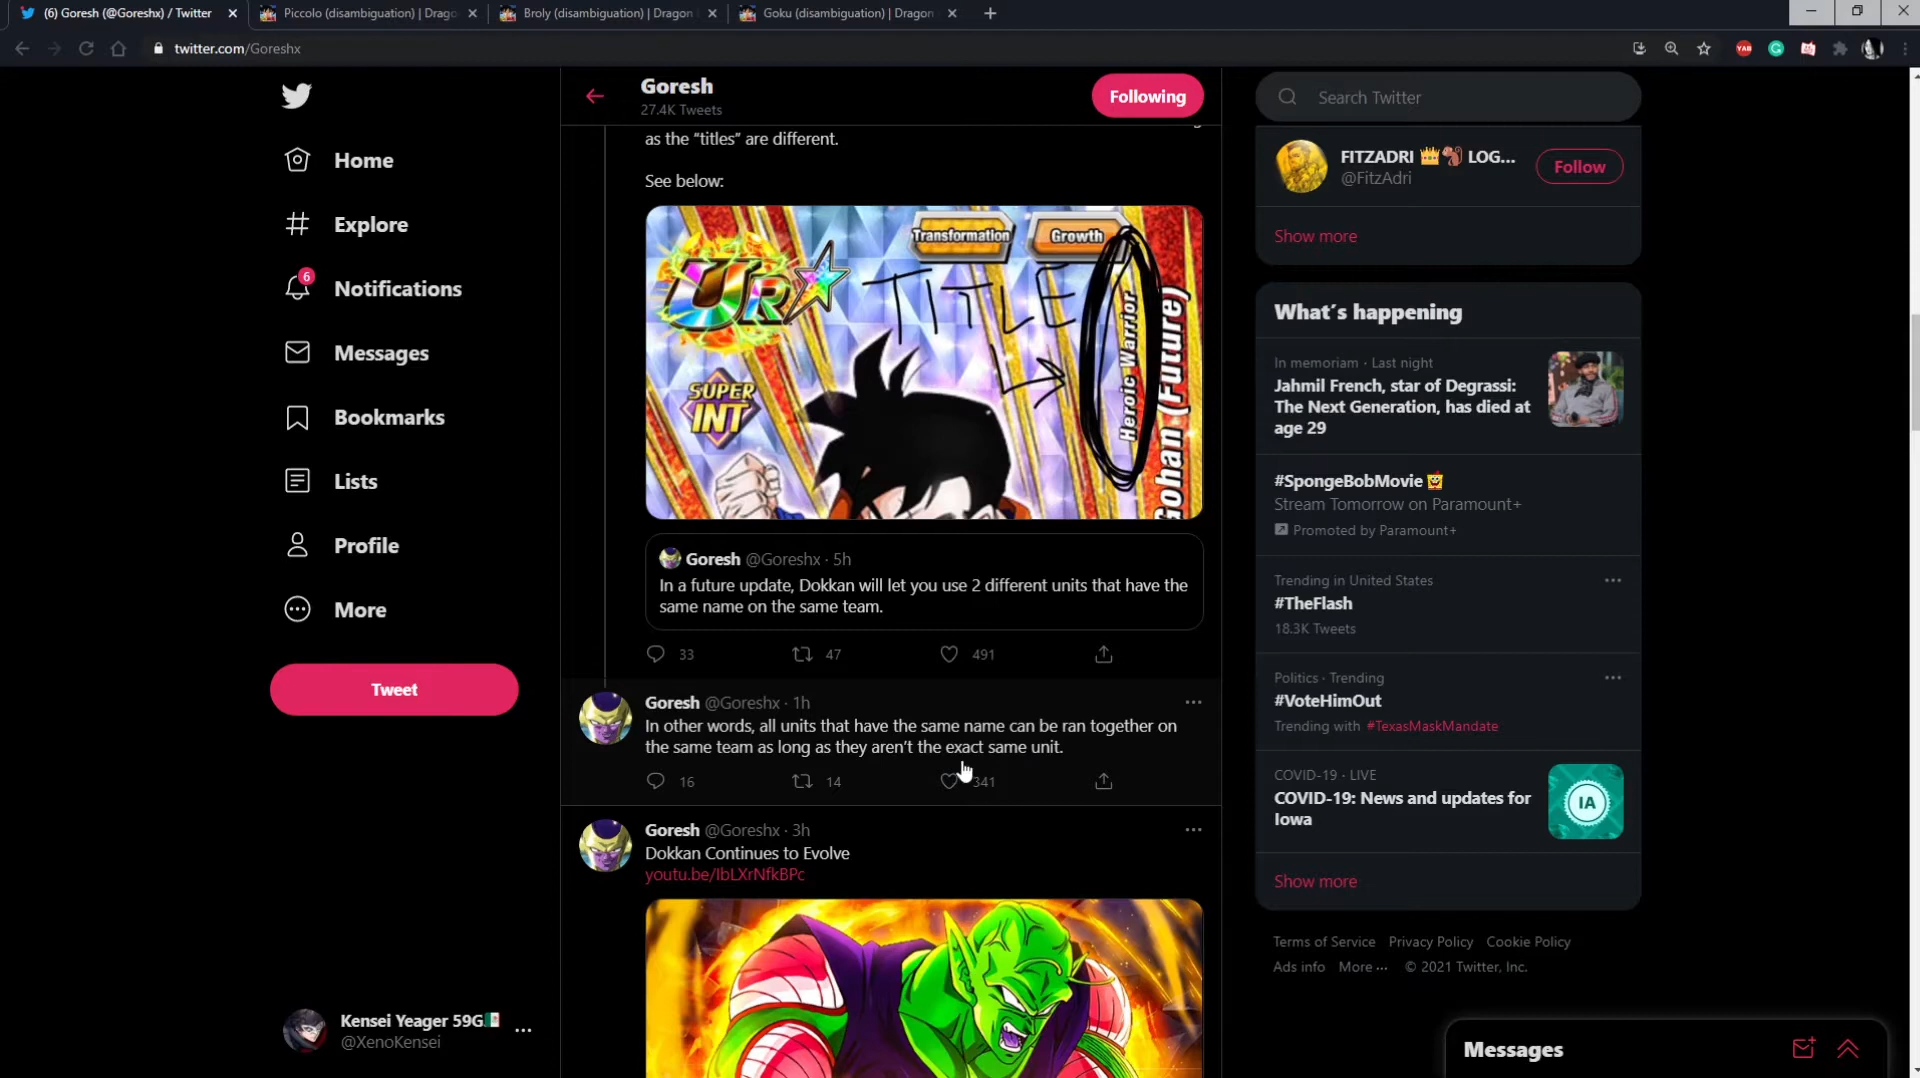 (6) Goresh (@Goreshx) / Twitter
Piccolo (disambiguation) | Drago
Broly (disambiguation) | Dragon
Goku (disambiguation) | Dragon
twitter.com/Goreshx
YAB
Home
Explore
6
Notifications
Messages
Bookmarks
Lists
Profile
More
Tweet
Kensei Yeager 59G
@XenoKensei
Goresh
27.4K Tweets
Following
as the "titles" are different.
See below:
Transformation
Growth
UR
TITLE
SUPER
INT
Heroic Warrior
Gohan (Future)
Goresh @Goreshx · 5h
In a future update, Dokkan will let you use 2 different units that have the
same name on the same team.
33
47
491
Goresh @Goreshx · 1h
In other words, all units that have the same name can be ran together on
the same team as long as they aren't the exact same unit.
16
14
341
Goresh @Goreshx · 3h
Dokkan Continues to Evolve
youtu.be/IbLXrNfkBPc
Search Twitter
FITZADRI 👑🐿️ LOG...
@FitzAdri
Follow
Show more
What's happening
In memoriam · Last night
Jahmil French, star of Degrassi:
The Next Generation, has died at
age 29
#SpongeBobMovie
Stream Tomorrow on Paramount+
Promoted by Paramount+
Trending in United States
#TheFlash
18.3K Tweets
Politics · Trending
#VoteHimOut
Trending with #TexasMaskMandate
COVID-19 · LIVE
COVID-19: News and updates for
Iowa
IA
Show more
Terms of Service Privacy Policy Cookie Policy
Ads info More ··· © 2021 Twitter, Inc.
Messages